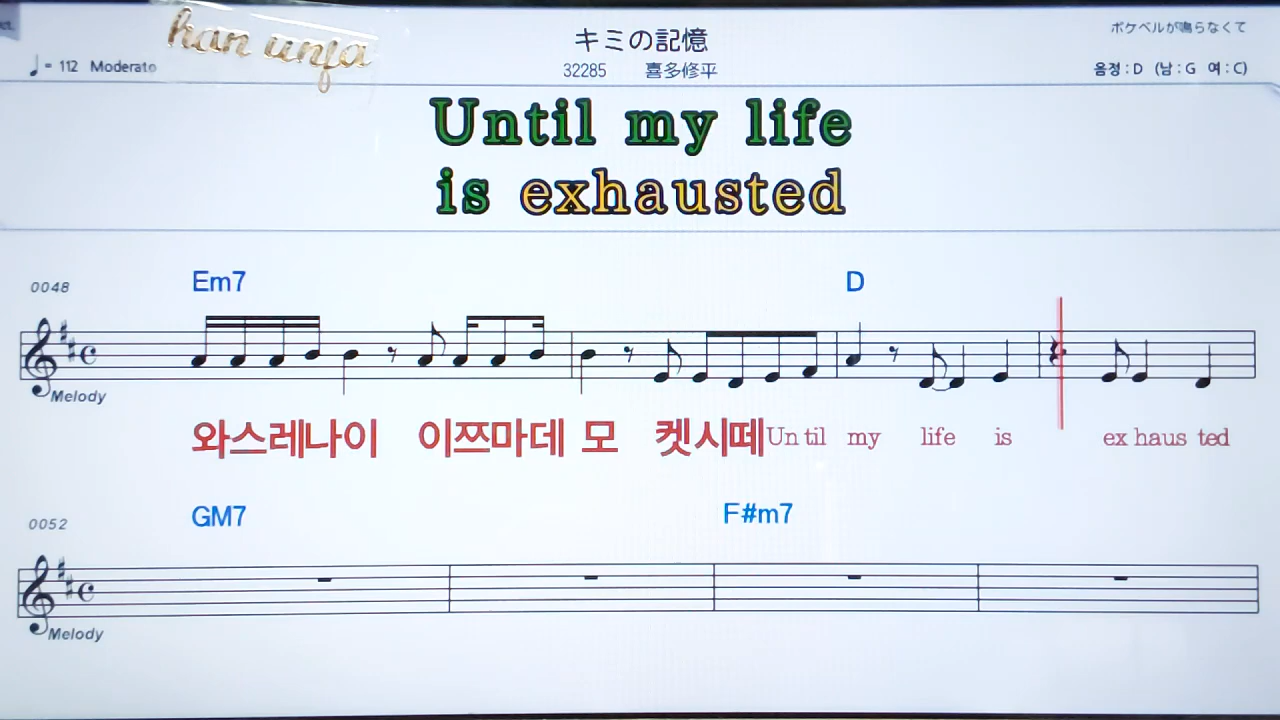 han unja
キミの記憶
ポケベルが鳴らなくて
= 112 Moderato
32285 喜多修平
음정 : D (남 : G 여 : C)
Until my life
is exhausted
0048
Em7
D
Melody
와스레나이 이쯔마데 모 켓시떼 Un til my life is ex haus ted
0052
GM7
F#m7
Melody